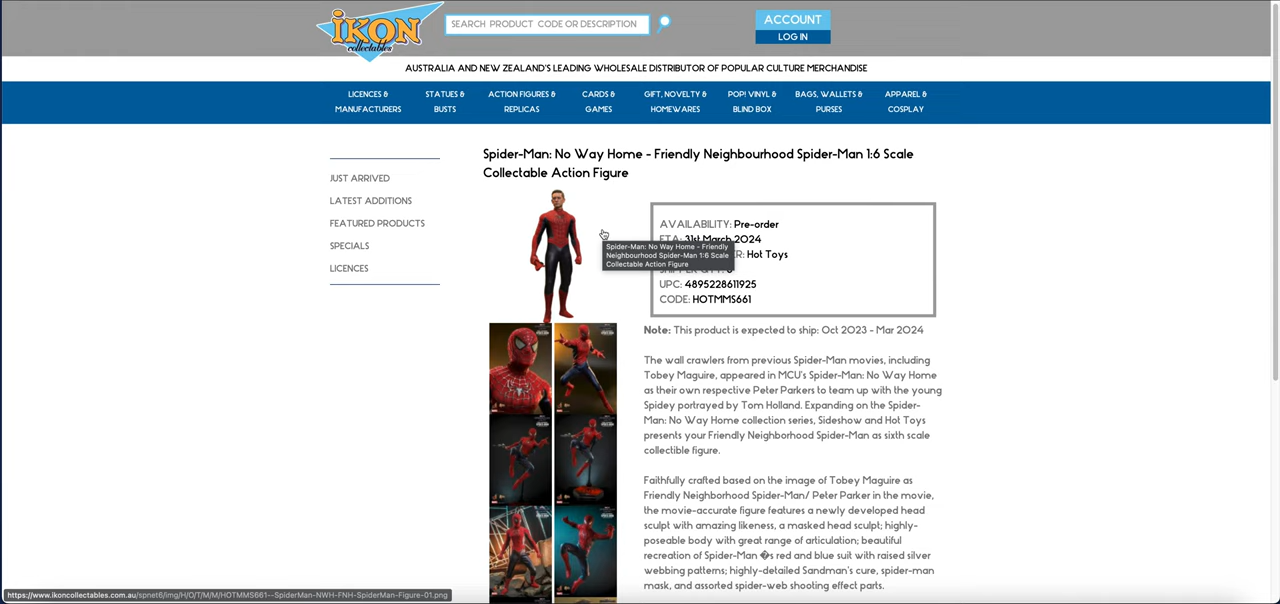 iKON
collectables
SEARCH PRODUCT CODE OR DESCRIPTION
ACCOUNT
LOG IN
AUSTRALIA AND NEW ZEALAND'S LEADING WHOLESALE DISTRIBUTOR OF POPULAR CULTURE MERCHANDISE
LICENCES &
MANUFACTURERS
STATUES &
BUSTS
ACTION FIGURES &
REPLICAS
CARDS &
GAMES
GIFT, NOVELTY &
HOMEWARES
POP! VINYL &
BLIND BOX
BAGS, WALLETS &
PURSES
APPAREL &
COSPLAY
JUST ARRIVED
LATEST ADDITIONS
FEATURED PRODUCTS
SPECIALS
LICENCES
Spider-Man: No Way Home - Friendly Neighbourhood Spider-Man 1:6 Scale
Collectable Action Figure
AVAILABILITY: Pre-order
ETA: 31st March 2024
R: Hot Toys
UPC: 4895228611925
CODE: HOTMMS661
Spider-Man: No Way Home - Friendly
Neighbourhood Spider-Man 1:6 Scale
Collectable Action Figure
Note: This product is expected to ship: Oct 2023 - Mar 2024
The wall crawlers from previous Spider-Man movies, including
Tobey Maguire, appeared in MCU's Spider-Man: No Way Home
as their own respective Peter Parkers to team up with the young
Spidey portrayed by Tom Holland. Expanding on the Spider-
Man: No Way Home collection series, Sideshow and Hot Toys
presents your Friendly Neighborhood Spider-Man as sixth scale
collectible figure.
Faithfully crafted based on the image of Tobey Maguire as
Friendly Neighborhood Spider-Man/ Peter Parker in the movie,
the movie-accurate figure features a newly developed head
sculpt with amazing likeness, a masked head sculpt; highly-
poseable body with great range of articulation; beautiful
recreation of Spider-Man �s red and blue suit with raised silver
webbing patterns; highly-detailed Sandman's cure, spider-man
mask, and assorted spider-web shooting effect parts.
https://www.ikoncollectables.com.au/spnet6/img/H/O/T/M/M/HOTMMS661--SpiderMan-NWH-FNH-SpiderMan-Figure-01.png